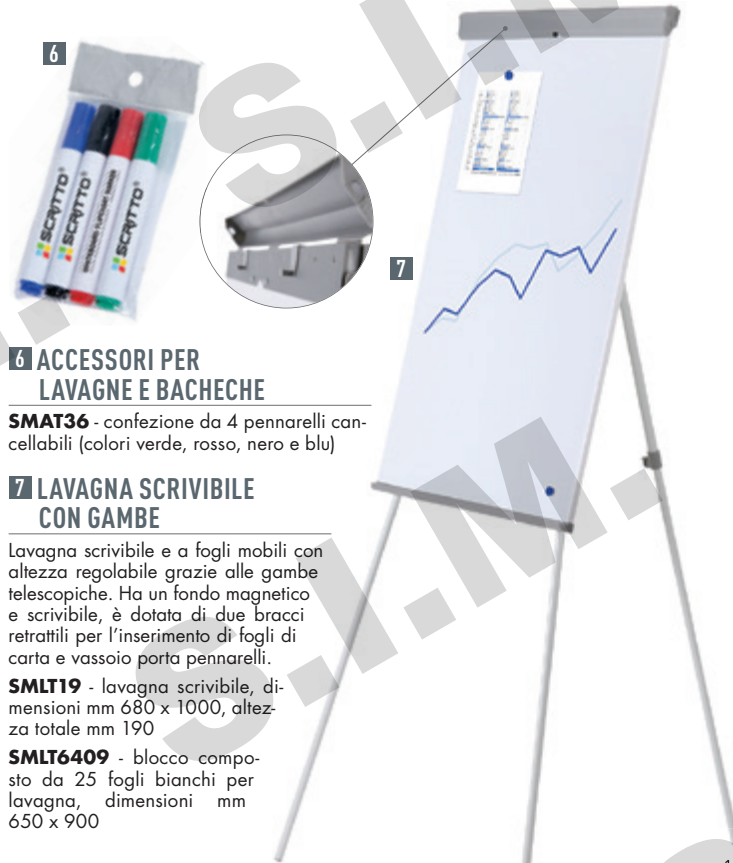 6
SCRITTO®
SCRITTO®
WHITEBOARD FLIPCHART MARKER
SCRITTO®
7
6 ACCESSORI PER
LAVAGNE E BACHECHE
SMAT36 - confezione da 4 pennarelli can-
cellabili (colori verde, rosso, nero e blu)
7 LAVAGNA SCRIVIBILE
CON GAMBE
Lavagna scrivibile e a fogli mobili con
altezza regolabile grazie alle gambe
telescopiche. Ha un fondo magnetico
e scrivibile, è dotata di due bracci
retrattili per l'inserimento di fogli di
carta e vassoio porta pennarelli.
SMLT19 - lavagna scrivibile, di-
mensioni mm 680 x 1000, altez-
za totale mm 190
SMLT6409 - blocco compo-
sto da 25 fogli bianchi per
lavagna, dimensioni mm
650 x 900
S.I.M.
S.I.M.